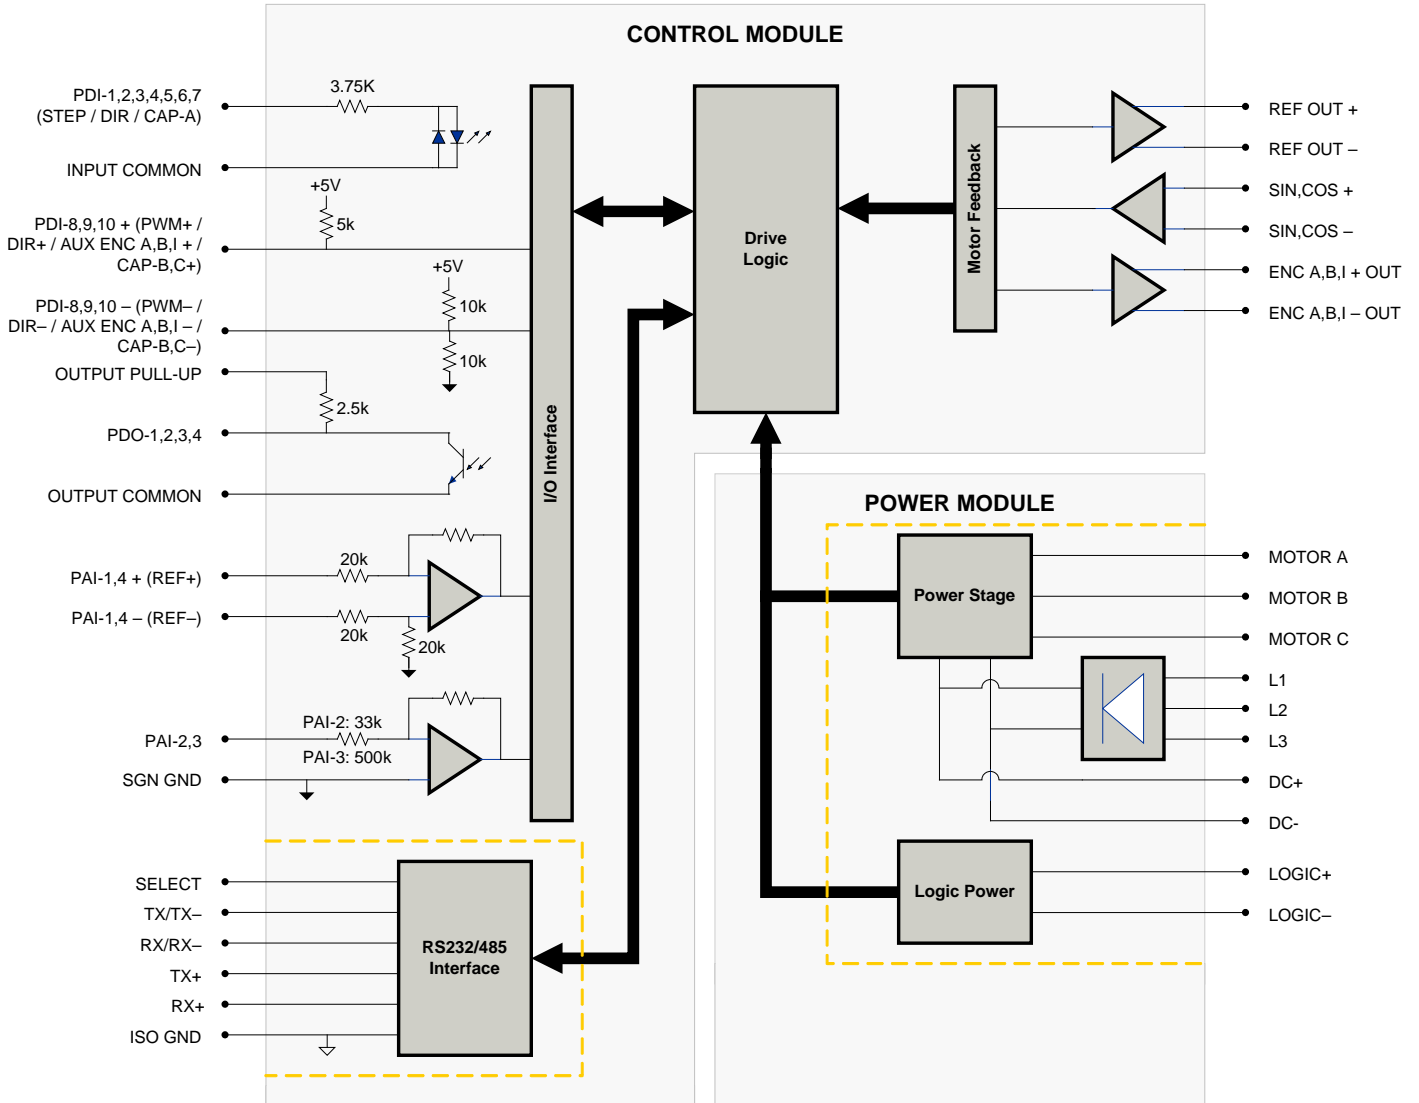 CONTROL MODULE
PDI-1,2,3,4,5,6,7
(STEP / DIR / CAP-A)
3.75K
INPUT COMMON
+5V
5k
PDI-8,9,10 + (PWM+ /
DIR+ / AUX ENC A,B,I + /
CAP-B,C+)
+5V
10k
PDI-8,9,10 – (PWM– /
DIR– / AUX ENC A,B,I – /
CAP-B,C–)
10k
OUTPUT PULL-UP
2.5k
PDO-1,2,3,4
OUTPUT COMMON
20k
PAI-1,4 + (REF+)
PAI-1,4 – (REF–)
20k
20k
PAI-2: 33k
PAI-2,3
PAI-3: 500k
SGN GND
I/O Interface
SELECT
TX/TX–
RX/RX–
TX+
RX+
ISO GND
RS232/485
Interface
Drive
Logic
Motor Feedback
REF OUT +
REF OUT –
SIN,COS +
SIN,COS –
ENC A,B,I + OUT
ENC A,B,I – OUT
POWER MODULE
Power Stage
MOTOR A
MOTOR B
MOTOR C
L1
L2
L3
DC+
DC-
Logic Power
LOGIC+
LOGIC–